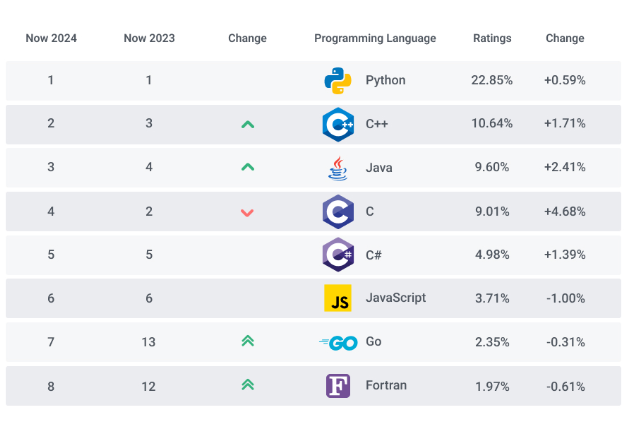 Now 2024 Now 2023 Change Programming Language Ratings Change
1 1 Python 22.85% +0.59%
2 3 C++ C++ 10.64% +1.71%
3 4 Java Java 9.60% +2.41%
4 2 C C 9.01% +4.68%
5 5 C# C# 4.98% +1.39%
6 6 JS JavaScript 3.71% -1.00%
7 13 GO Go 2.35% -0.31%
8 12 F Fortran 1.97% -0.61%